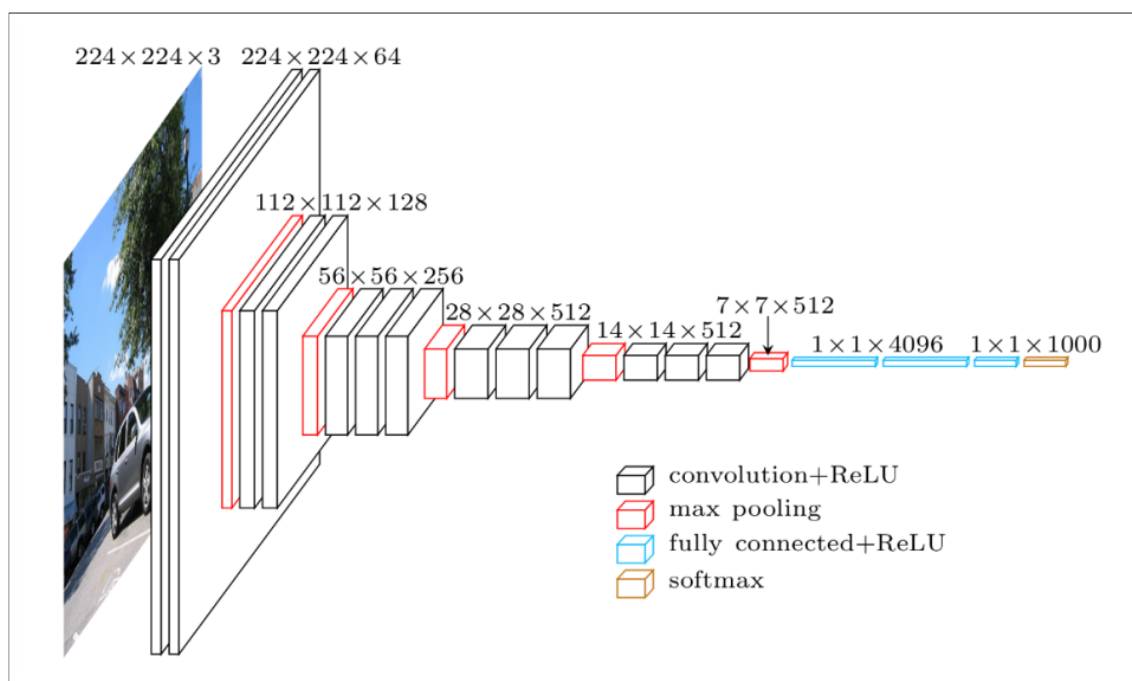 224×224×3
224×224×64
112×112×128
56×56×256
28×28×512
14×14×512
7×7×512
1×1×4096
1×1×1000
convolution+ReLU
max pooling
fully connected+ReLU
softmax